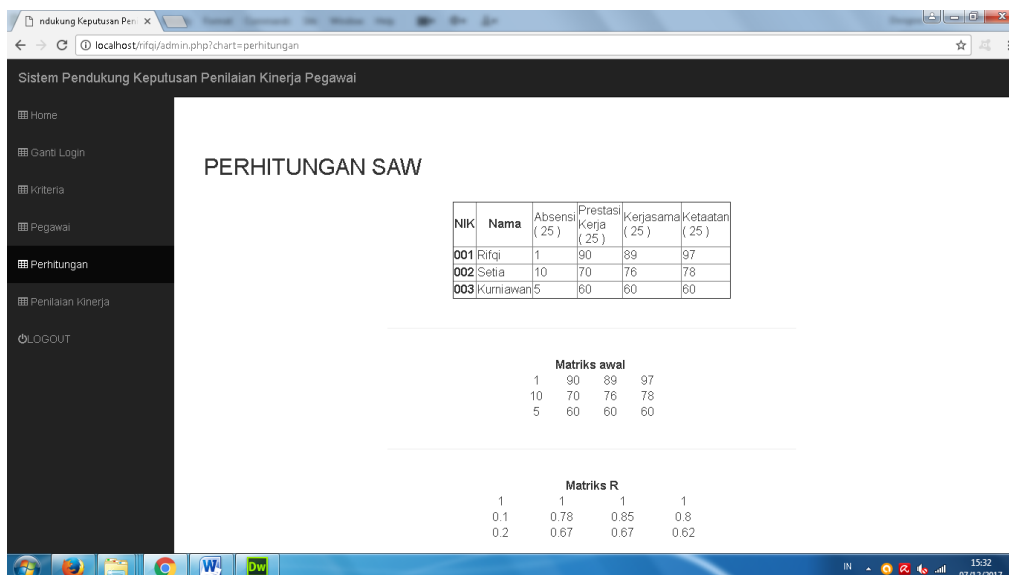 ndukung Keputusan Pen
localhost/rifqi/admin.php?chart=perhitungan
Sistem Pendukung Keputusan Penilaian Kinerja Pegawai
Home
Ganti Login
Kriteria
Pegawai
Perhitungan
Penilaian Kinerja
LOGOUT
PERHITUNGAN SAW
NIK Nama Absensi ( 25 ) Prestasi Kerja ( 25 ) Kerjasama ( 25 ) Ketaatan ( 25 )
001 Rifqi 1 90 89 97
002 Setia 10 70 76 78
003 Kurniawan 5 60 60 60
Matriks awal
1 90 89 97
10 70 76 78
5 60 60 60
Matriks R
1 1 1 1
0.1 0.78 0.85 0.8
0.2 0.67 0.67 0.62
W Dw IN 15:32
07/12/2017